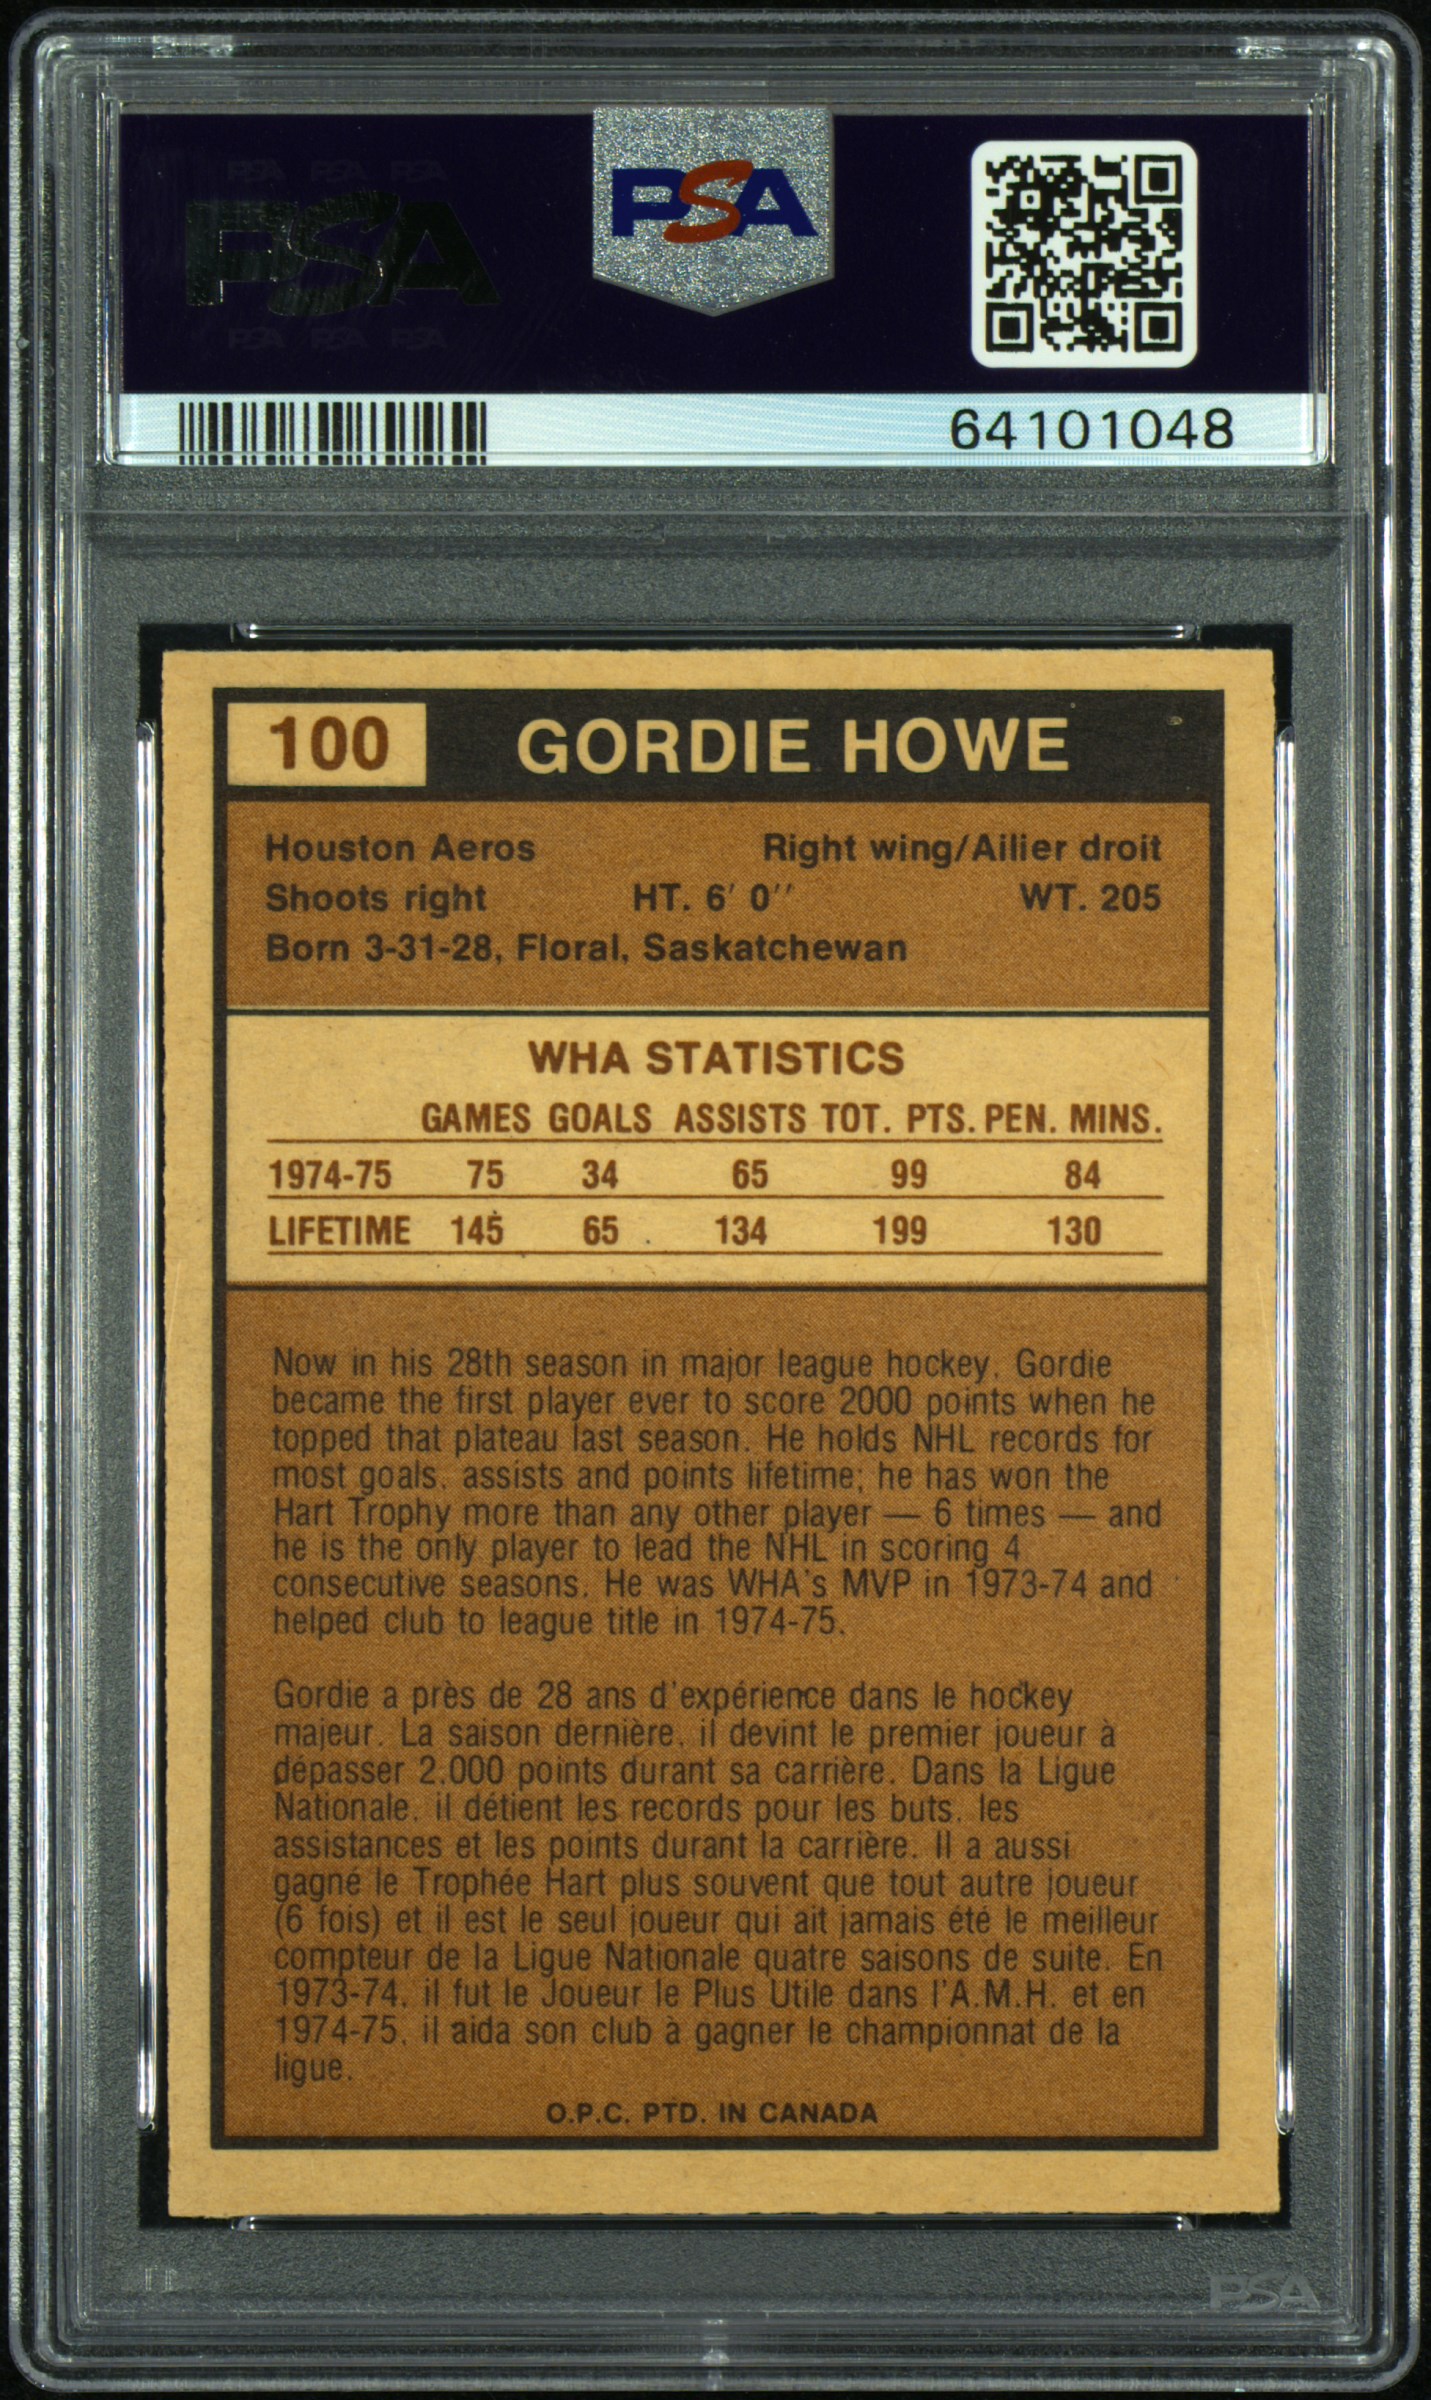 PSA PSA PSA
PSA
PSA PSA PSA
PSA
64101048
100 GORDIE HOWE
Houston Aeros Right wing/Ailier droit
Shoots right HT. 6' 0'' WT. 205
Born 3-31-28, Floral, Saskatchewan
WHA STATISTICS
GAMES GOALS ASSISTS TOT. PTS. PEN. MINS.
1974-75 75 34 65 99 84
LIFETIME 145 65 134 199 130
Now in his 28th season in major league hockey, Gordie
became the first player ever to score 2000 points when he
topped that plateau last season. He holds NHL records for
most goals, assists and points lifetime; he has won the
Hart Trophy more than any other player — 6 times — and
he is the only player to lead the NHL in scoring 4
consecutive seasons. He was WHA's MVP in 1973-74 and
helped club to league title in 1974-75.
Gordie a près de 28 ans d'expérience dans le hockey
majeur. La saison dernière, il devint le premier joueur à
dépasser 2,000 points durant sa carrière. Dans la Ligue
Nationale, il détient les records pour les buts, les
assistances et les points durant la carrière. Il a aussi
gagné le Trophée Hart plus souvent que tout autre joueur
(6 fois) et il est le seul joueur qui ait jamais été le meilleur
compteur de la Ligue Nationale quatre saisons de suite. En
1973-74, il fut le Joueur le Plus Utile dans l'A.M.H. et en
1974-75, il aida son club à gagner le championnat de la
ligue.
O.P.C. PTD. IN CANADA
PSA